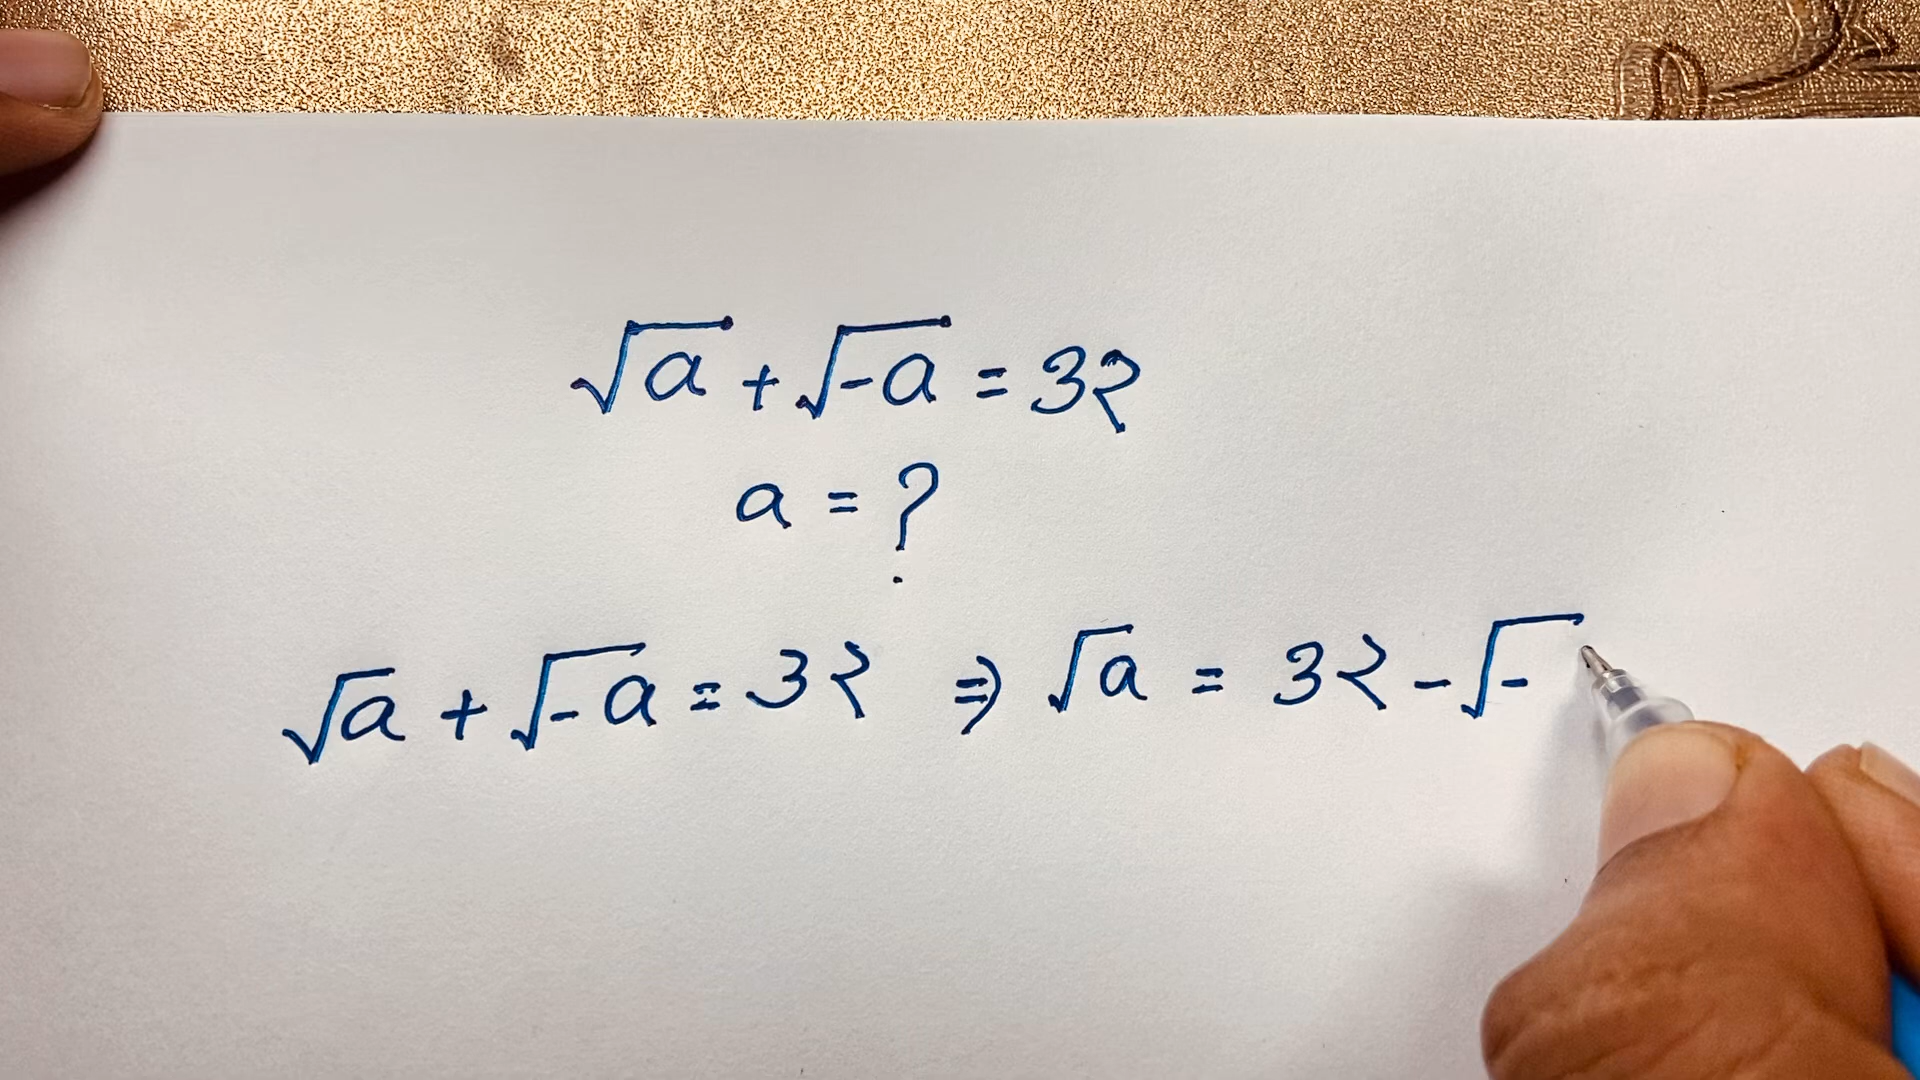 √a + √-a = 32
a = ?
√a + √-a = 32 ⇒ √a = 32 - √-